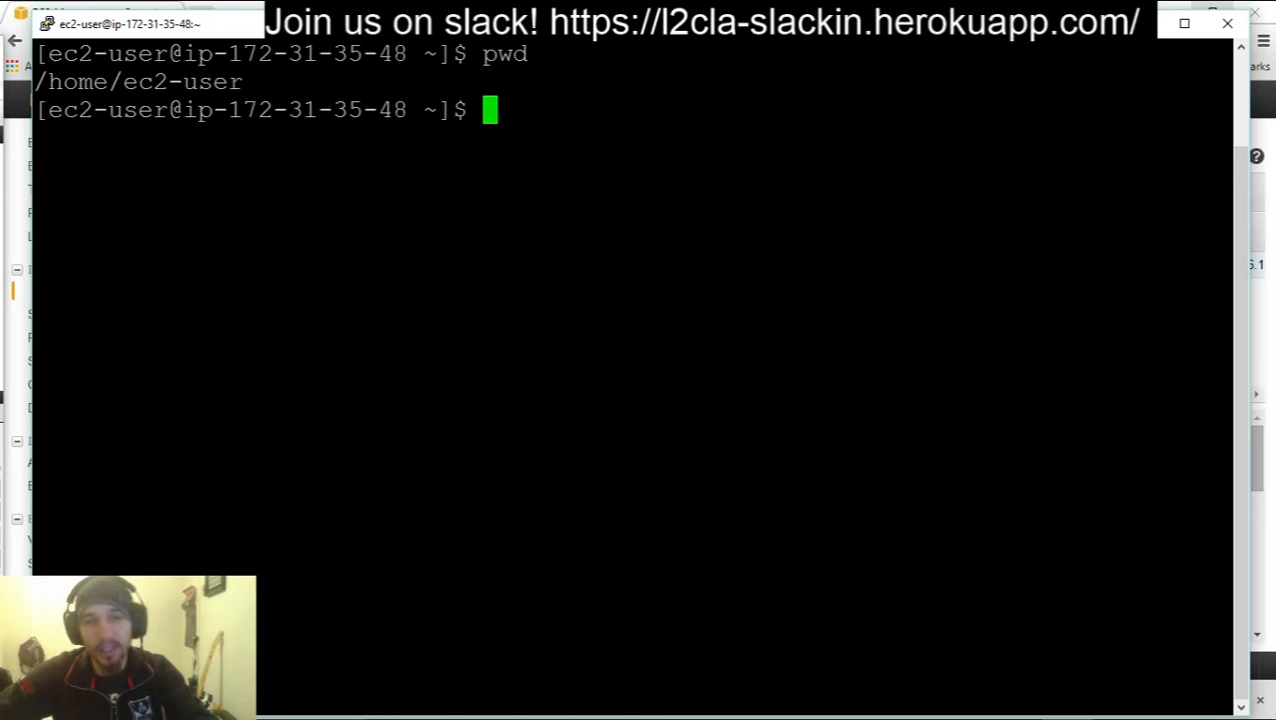 Join us on slack! https://l2cla-slackin.herokuapp.com/
ec2-user@ip-172-31-35-48:~
[ec2-user@ip-172-31-35-48 ~]$ pwd
/home/ec2-user
[ec2-user@ip-172-31-35-48 ~]$